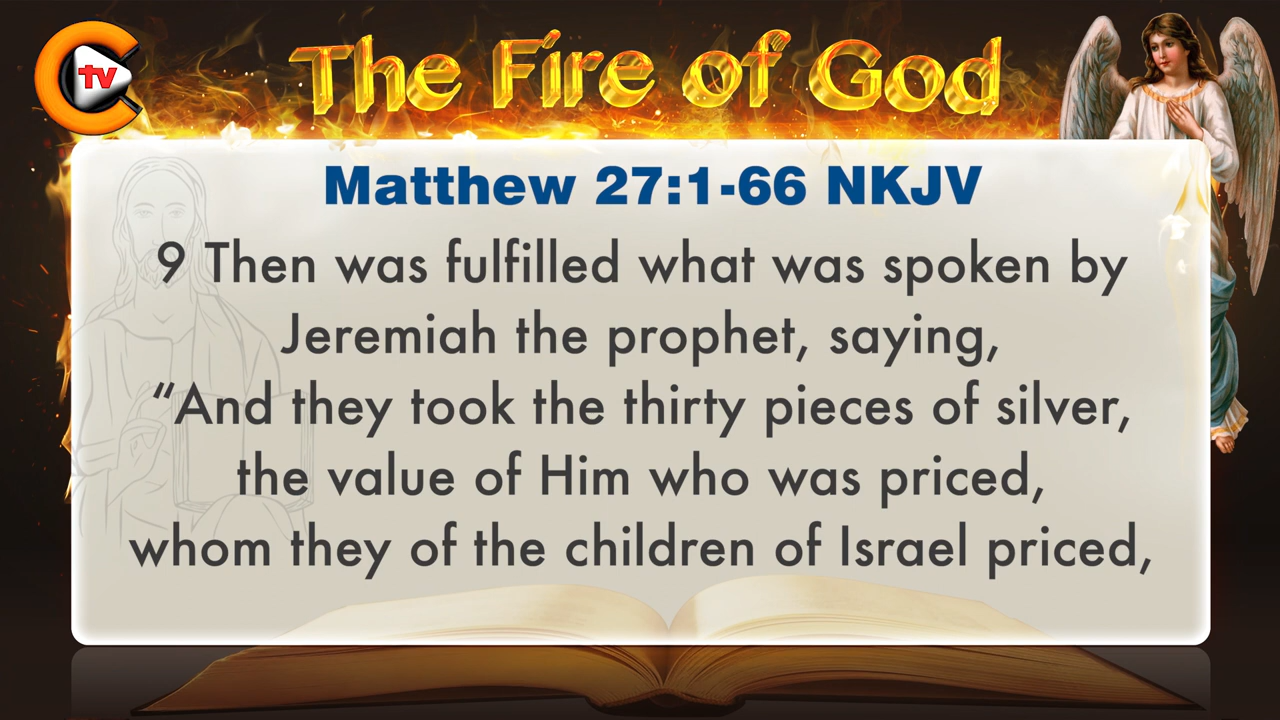 tv
The Fire of God
Matthew 27:1-66 NKJV
9 Then was fulfilled what was spoken by
Jeremiah the prophet, saying,
“And they took the thirty pieces of silver,
the value of Him who was priced,
whom they of the children of Israel priced,